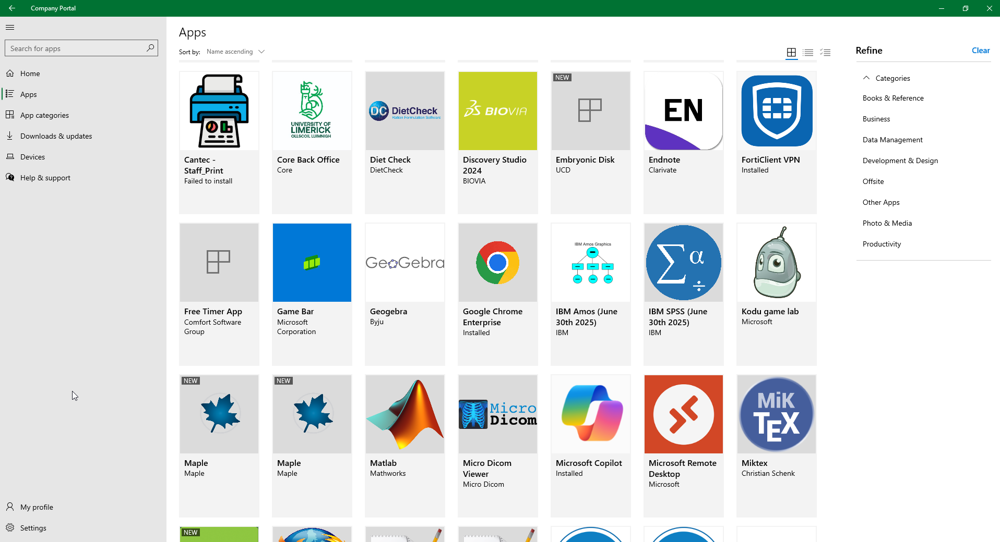 Company Portal
Search for apps
Home
Apps
App categories
Downloads & updates
Devices
Help & support
My profile
Settings
Apps
Sort by: Name ascending
UNIVERSITY OF
LIMERICK
OLLSCOIL LUIMNIGH
DC DietCheck
Ration Formulation Software
BIOVIA
NEW
EN
Cantec -
Staff_Print
Failed to install
Core Back Office
Core
Diet Check
DietCheck
Discovery Studio
2024
BIOVIA
Embryonic Disk
UCD
Endnote
Clarivate
FortiClient VPN
Installed
GeoGebra
IBM Amos Graphics
Σ α ÷
Free Timer App
Comfort Software
Group
Game Bar
Microsoft
Corporation
Geogebra
Byju
Google Chrome
Enterprise
Installed
IBM Amos (June
30th 2025)
IBM
IBM SPSS (June
30th 2025)
IBM
Kodu game lab
Microsoft
NEW
NEW
Micro
Dicom
MiK
TEX
Maple
Maple
Maple
Maple
Matlab
Mathworks
Micro Dicom
Viewer
Micro Dicom
Microsoft Copilot
Installed
Microsoft Remote
Desktop
Microsoft
Miktex
Christian Schenk
NEW
Refine
Clear
Categories
Books & Reference
Business
Data Management
Development & Design
Offsite
Other Apps
Photo & Media
Productivity